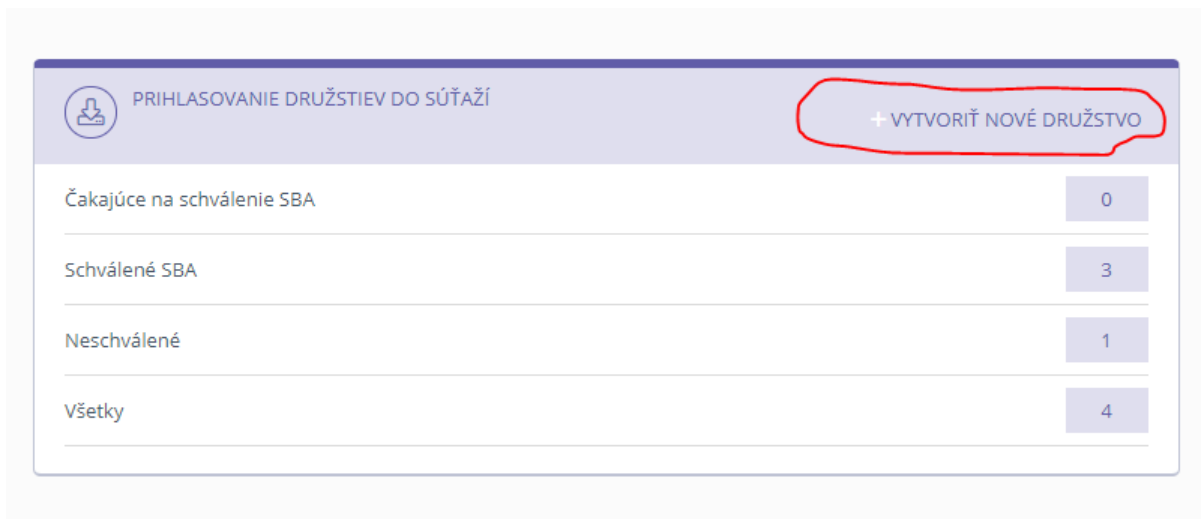 PRIHLASOVANIE DRUŽSTIEV DO SÚŤAŽÍ
+ VYTVORIŤ NOVÉ DRUŽSTVO
Čakajúce na schválenie SBA 0
Schválené SBA 3
Neschválené 1
Všetky 4